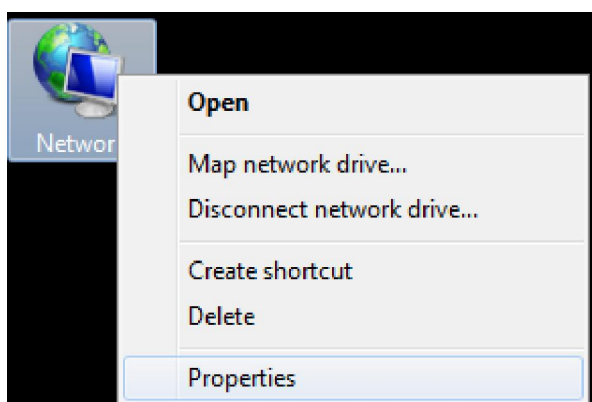 Networ
Open
Map network drive...
Disconnect network drive...
Create shortcut
Delete
Properties